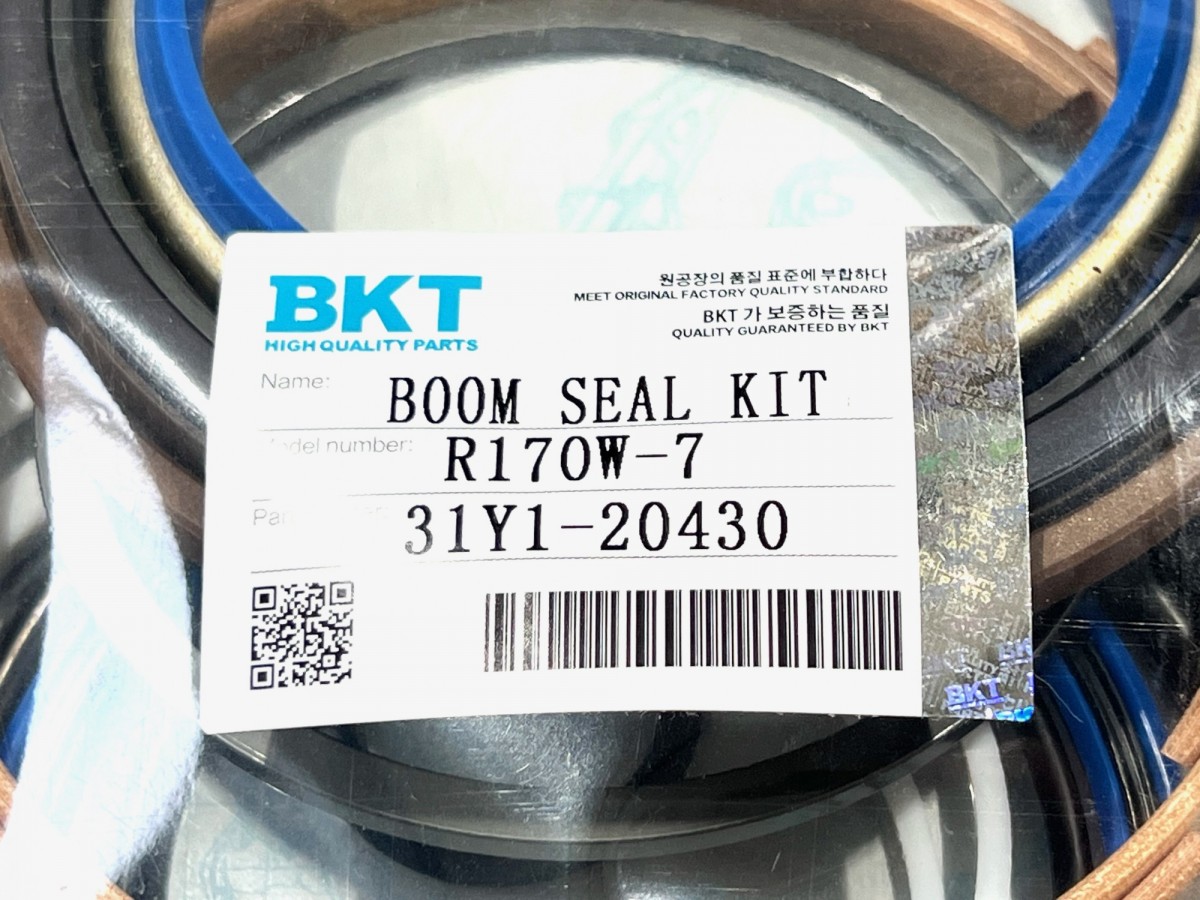 BKT
HIGH QUALITY PARTS
원공장의 품질 표준에 부합하다
MEET ORIGINAL FACTORY QUALITY STANDARD
BKT 가 보증하는 품질
QUALITY GUARANTEED BY BKT
Name: BOOM SEAL KIT
number: R170W-7
31Y1-20430
BKT